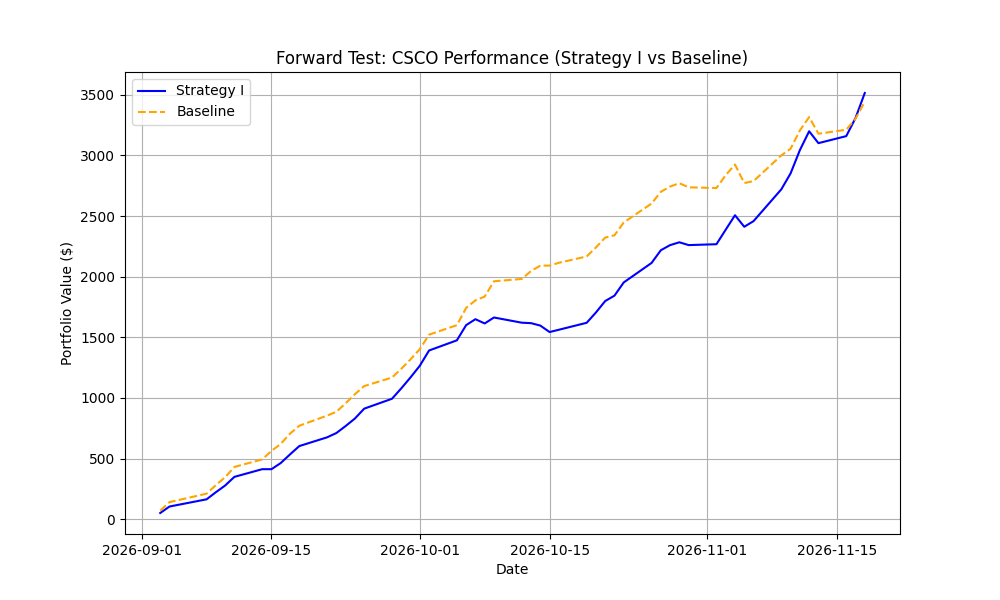 Forward Test: CSCO Performance (Strategy I vs Baseline)
Strategy I
Baseline
Portfolio Value ($)
3500
3000
2500
2000
1500
1000
500
0
2026-09-01 2026-09-15 2026-10-01 2026-10-15 2026-11-01 2026-11-15
Date